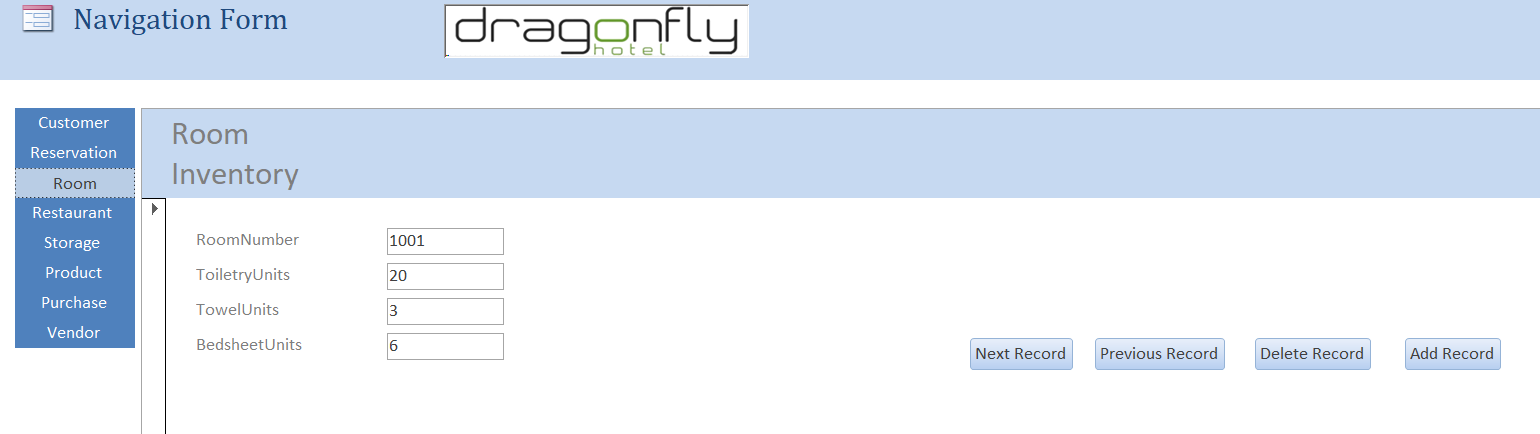 Navigation Form
dragonfly
hotel
Customer
Reservation
Room
Restaurant
Storage
Product
Purchase
Vendor
Room
Inventory
RoomNumber 1001
ToiletryUnits 20
TowelUnits 3
BedsheetUnits 6
Next Record Previous Record Delete Record Add Record